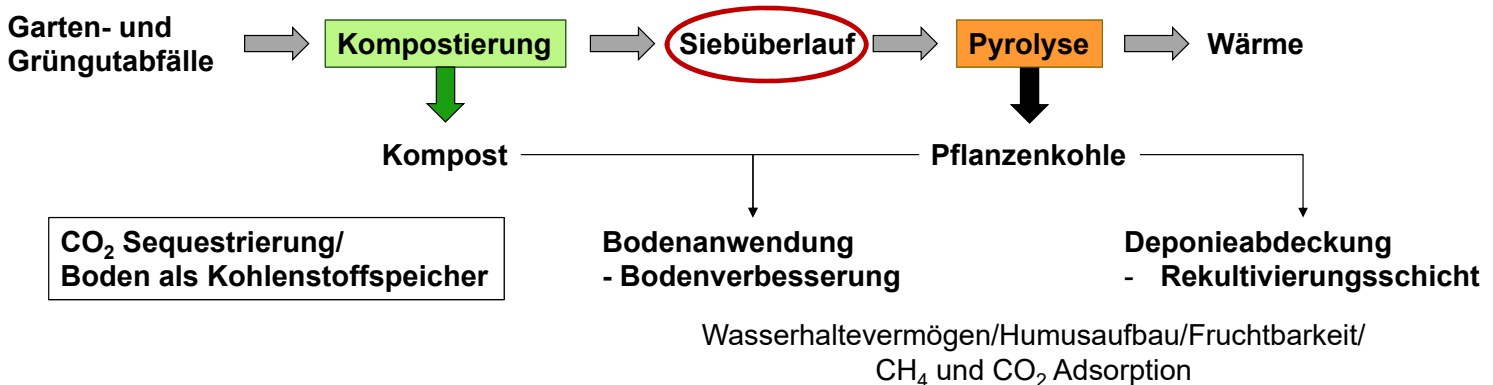 Garten- und
Grüngutabfälle
Kompostierung
Siebüberlauf
Pyrolyse
Wärme
Kompost
Pflanzenkohle
CO₂ Sequestrierung/
Boden als Kohlenstoffspeicher
Bodenanwendung
- Bodenverbesserung
Deponieabdeckung
- Rekultivierungsschicht
Wasserhaltevermögen/Humusaufbau/Fruchtbarkeit/
CH₄ und CO₂ Adsorption